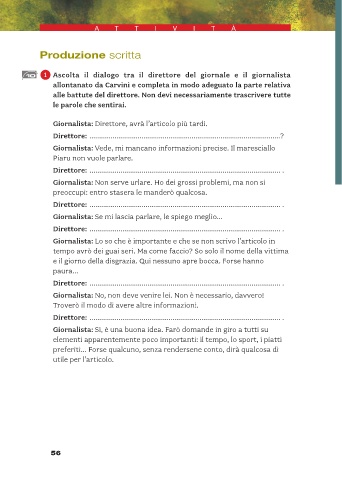 ATTIVITÀ
Produzione scritta
1 Ascolta il dialogo tra il direttore del giornale e il giornalista
allontanato da Carvini e completa in modo adeguato la parte relativa
alle battute del direttore. Non devi necessariamente trascrivere tutte
le parole che sentirai.
Giornalista: Direttore, avrà l'articolo più tardi.
Direttore: ........................................................................................?
Giornalista: Vede, mi mancano informazioni precise. Il maresciallo
Piaru non vuole parlare.
Direttore: ........................................................................................ .
Giornalista: Non serve urlare. Ho dei grossi problemi, ma non si
preoccupi: entro stasera le manderò qualcosa.
Direttore: ........................................................................................ .
Giornalista: Se mi lascia parlare, le spiego meglio...
Direttore: ........................................................................................ .
Giornalista: Lo so che è importante e che se non scrivo l'articolo in
tempo avrò dei guai seri. Ma come faccio? So solo il nome della vittima
e il giorno della disgrazia. Qui nessuno apre bocca. Forse hanno
paura...
Direttore: ........................................................................................ .
Giornalista: No, non deve venire lei. Non è necessario, davvero!
Troverò il modo di avere altre informazioni.
Direttore: ........................................................................................ .
Giornalista: Sì, è una buona idea. Farò domande in giro a tutti su
elementi apparentemente poco importanti: il tempo, lo sport, i piatti
preferiti... Forse qualcuno, senza rendersene conto, dirà qualcosa di
utile per l'articolo.
56